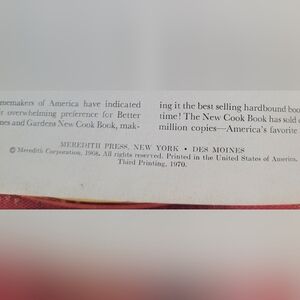 nemakers of America have indicated
r overwhelming preference for Better
nes and Gardens New Cook Book, mak-
ing it the best selling hardbound boo
time! The New Cook Book has sold o
million copies—America's favorite
MEREDITH PRESS, NEW YORK • DES MOINES
© Meredith Corporation, 1968. All rights reserved. Printed in the United States of America.
Third Printing, 1970.